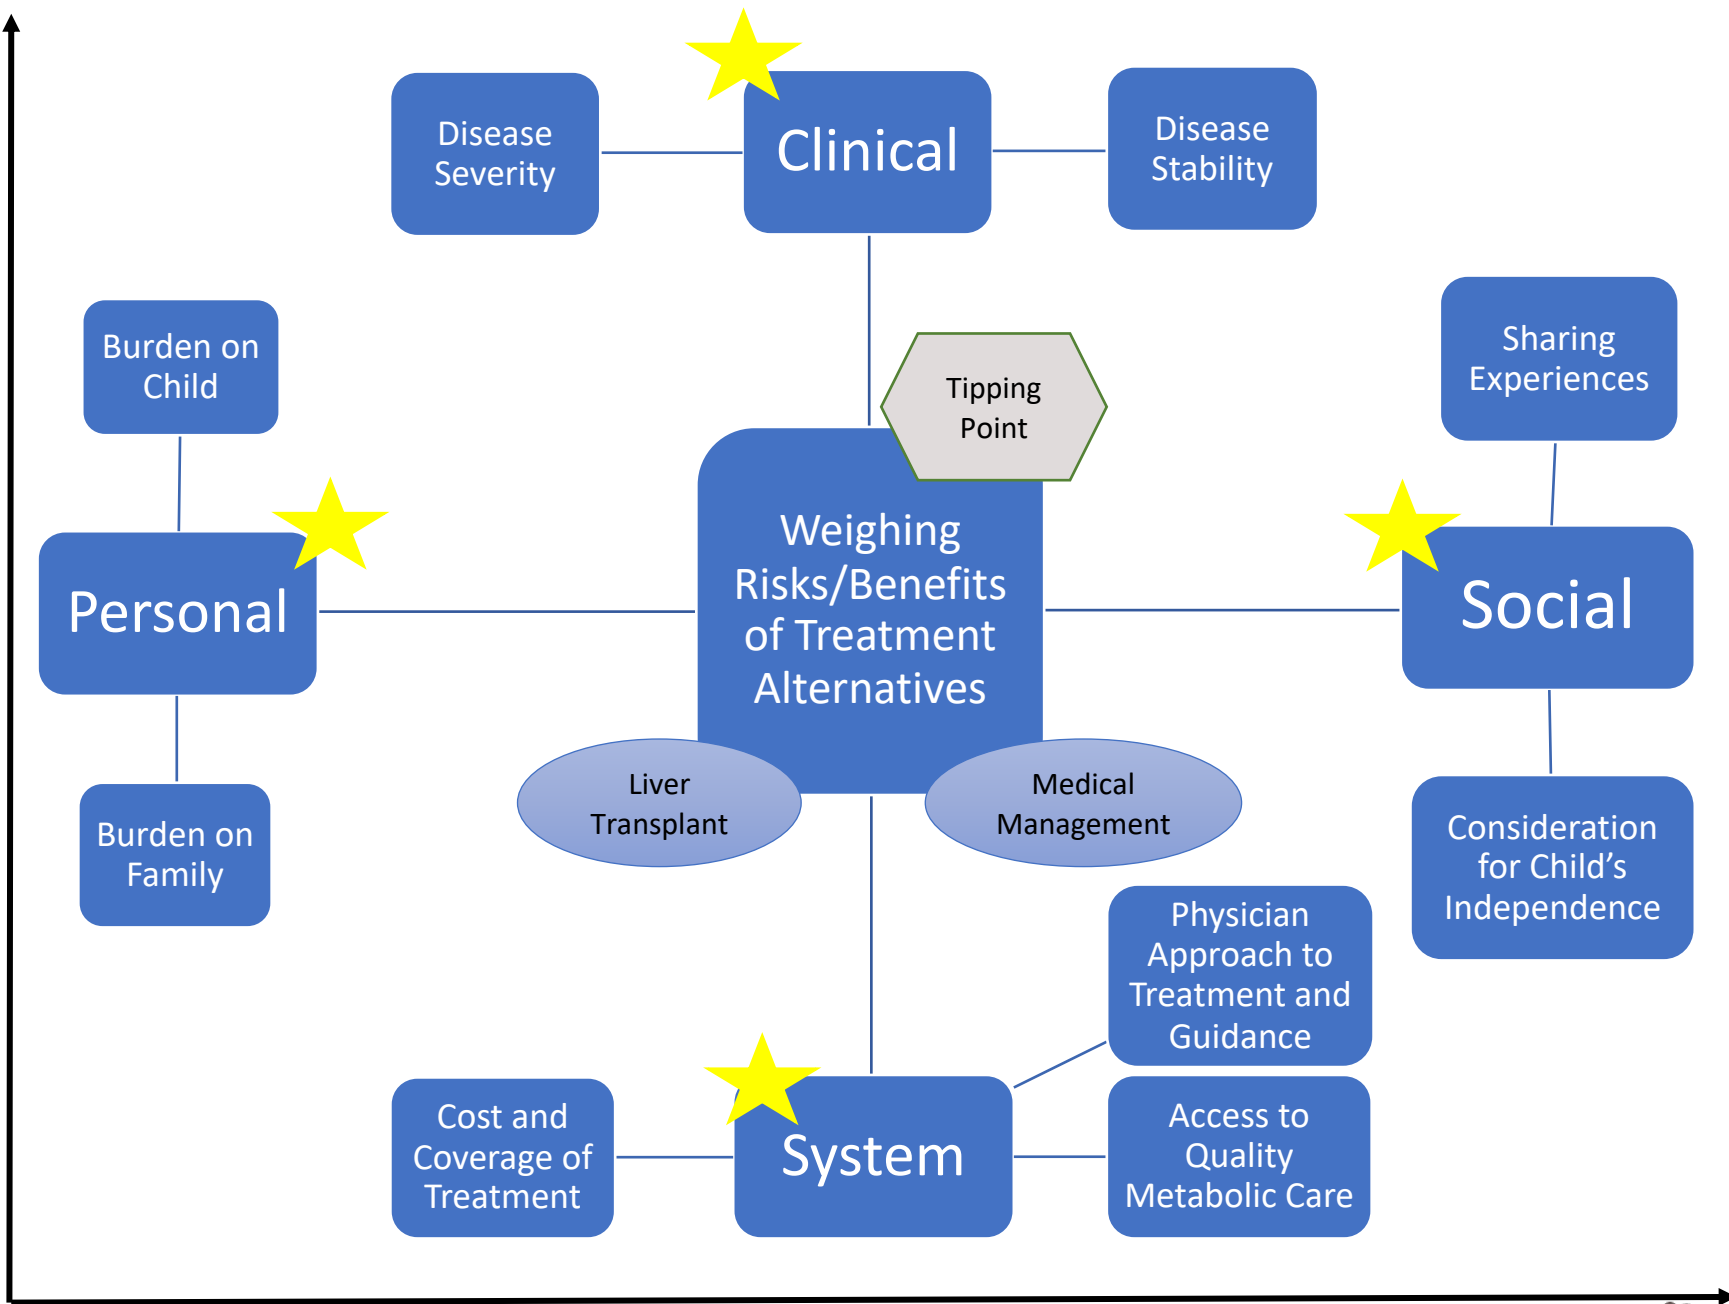 Clinical
Disease
Severity
Disease
Stability
Burden on
Child
Sharing
Experiences
Tipping
Point
Personal
Weighing
Risks/Benefits
of Treatment
Alternatives
Social
Liver
Transplant
Medical
Management
Burden on
Family
Consideration
for Child’s
Independence
Physician
Approach to
Treatment and
Guidance
Cost and
Coverage of
Treatment
System
Access to
Quality
Metabolic Care